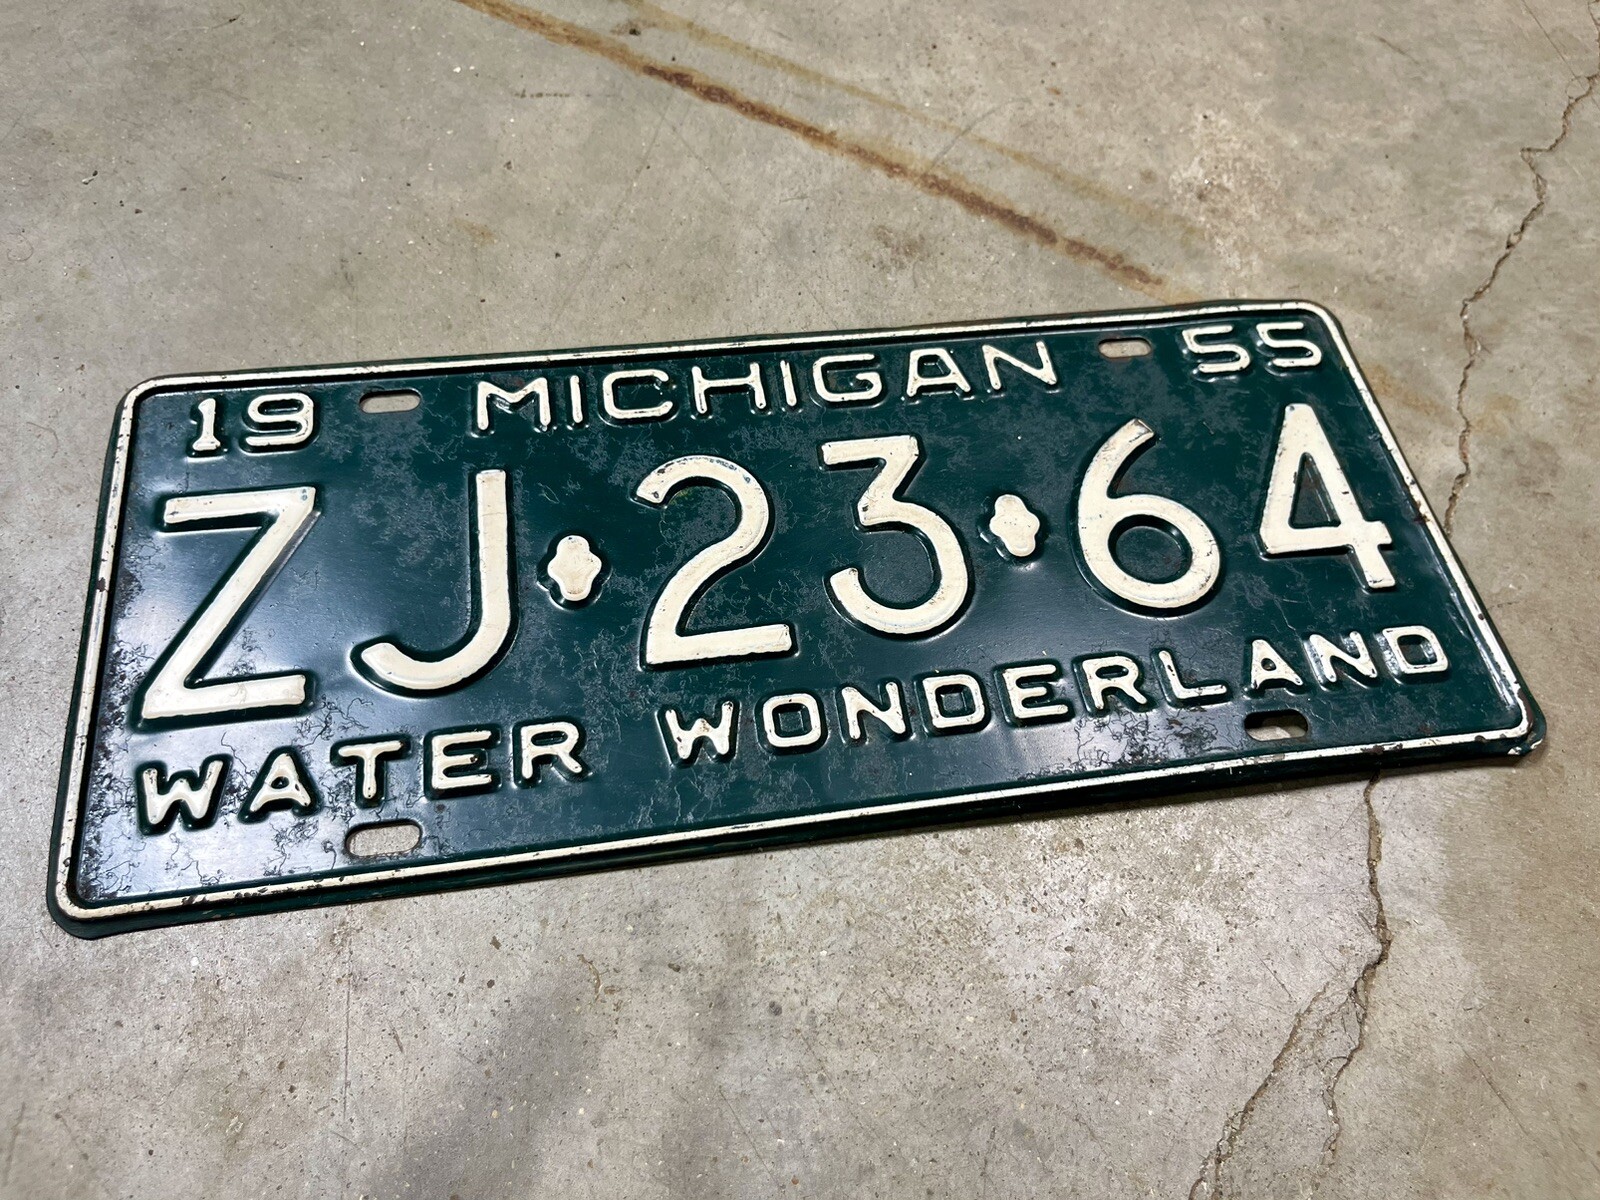 19 MICHIGAN 55
ZJ·23·64
WATER WONDERLAND